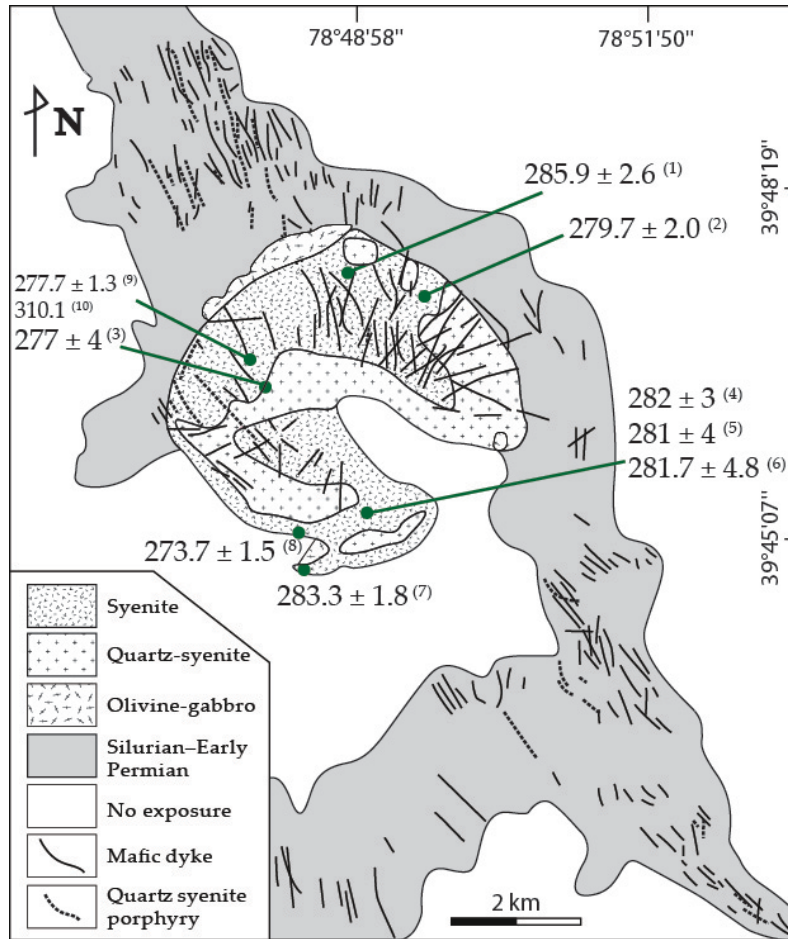 78°48'58"
78°51'50"
N
39°48'19"
285.9 ± 2.6 (1)
279.7 ± 2.0 (2)
277.7 ± 1.3 (9)
310.1 (10)
277 ± 4 (3)
282 ± 3 (4)
281 ± 4 (5)
281.7 ± 4.8 (6)
39°45'07"
273.7 ± 1.5 (8)
283.3 ± 1.8 (7)
Syenite
Quartz-syenite
Olivine-gabbro
Silurian–Early
Permian
No exposure
Mafic dyke
Quartz syenite
porphyry
2 km